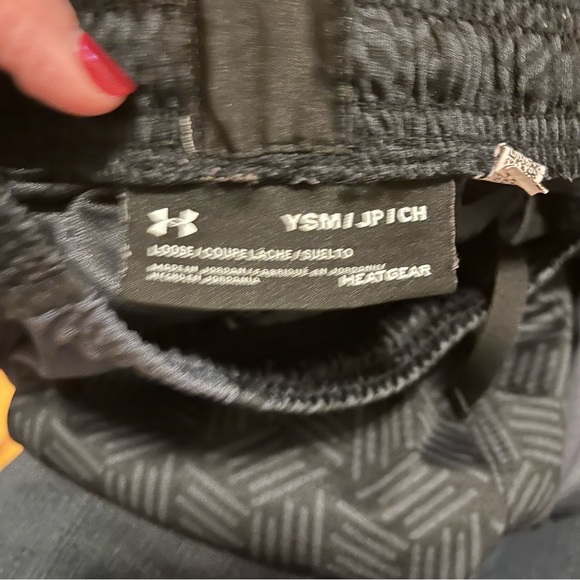 YSM/JP/CH
LOOSE/COUPE LÂCHE/SUELTO
MADE IN JORDAN/FABRIQUÉ EN JORDANIE/
HECHO EN JORDANIA
HEATGEAR